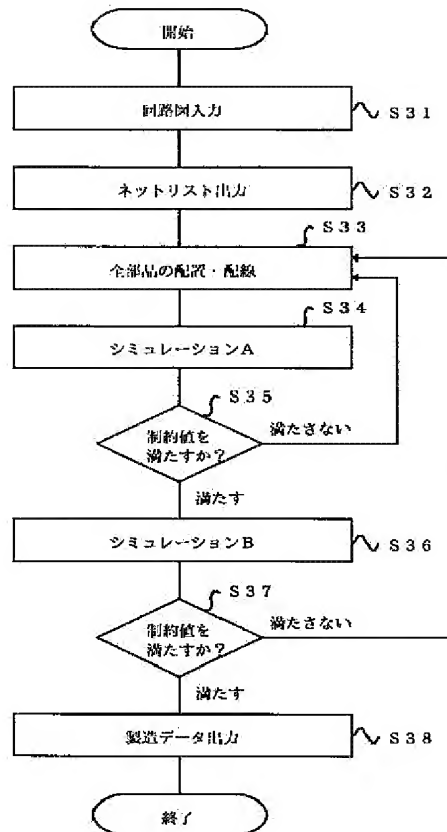 開始
回路図入力
S31
ネットリスト出力
S32
S33
全部品の配置・配線
S34
シミュレーションA
S35
制約値を
満たすか?
満たさない
満たす
シミュレーションB
S36
S37
制約値を
満たすか?
満たさない
満たす
製造データ出力
S38
終了